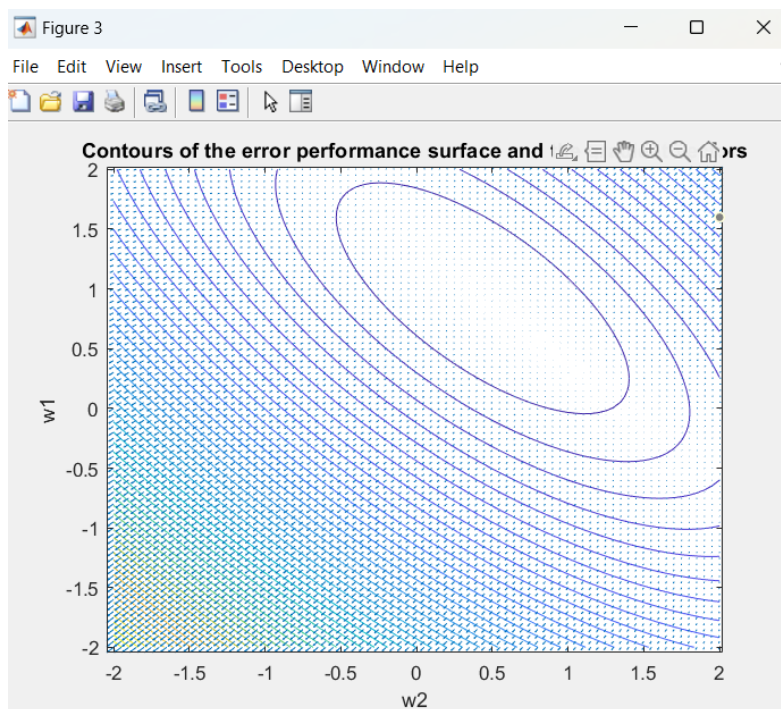 Figure 3
File Edit View Insert Tools Desktop Window Help
Contours of the error performance surface and
2
1.5
1
0.5
0
-0.5
-1
-1.5
-2
w1
-2 -1.5 -1 -0.5 0 0.5 1 1.5 2
w2